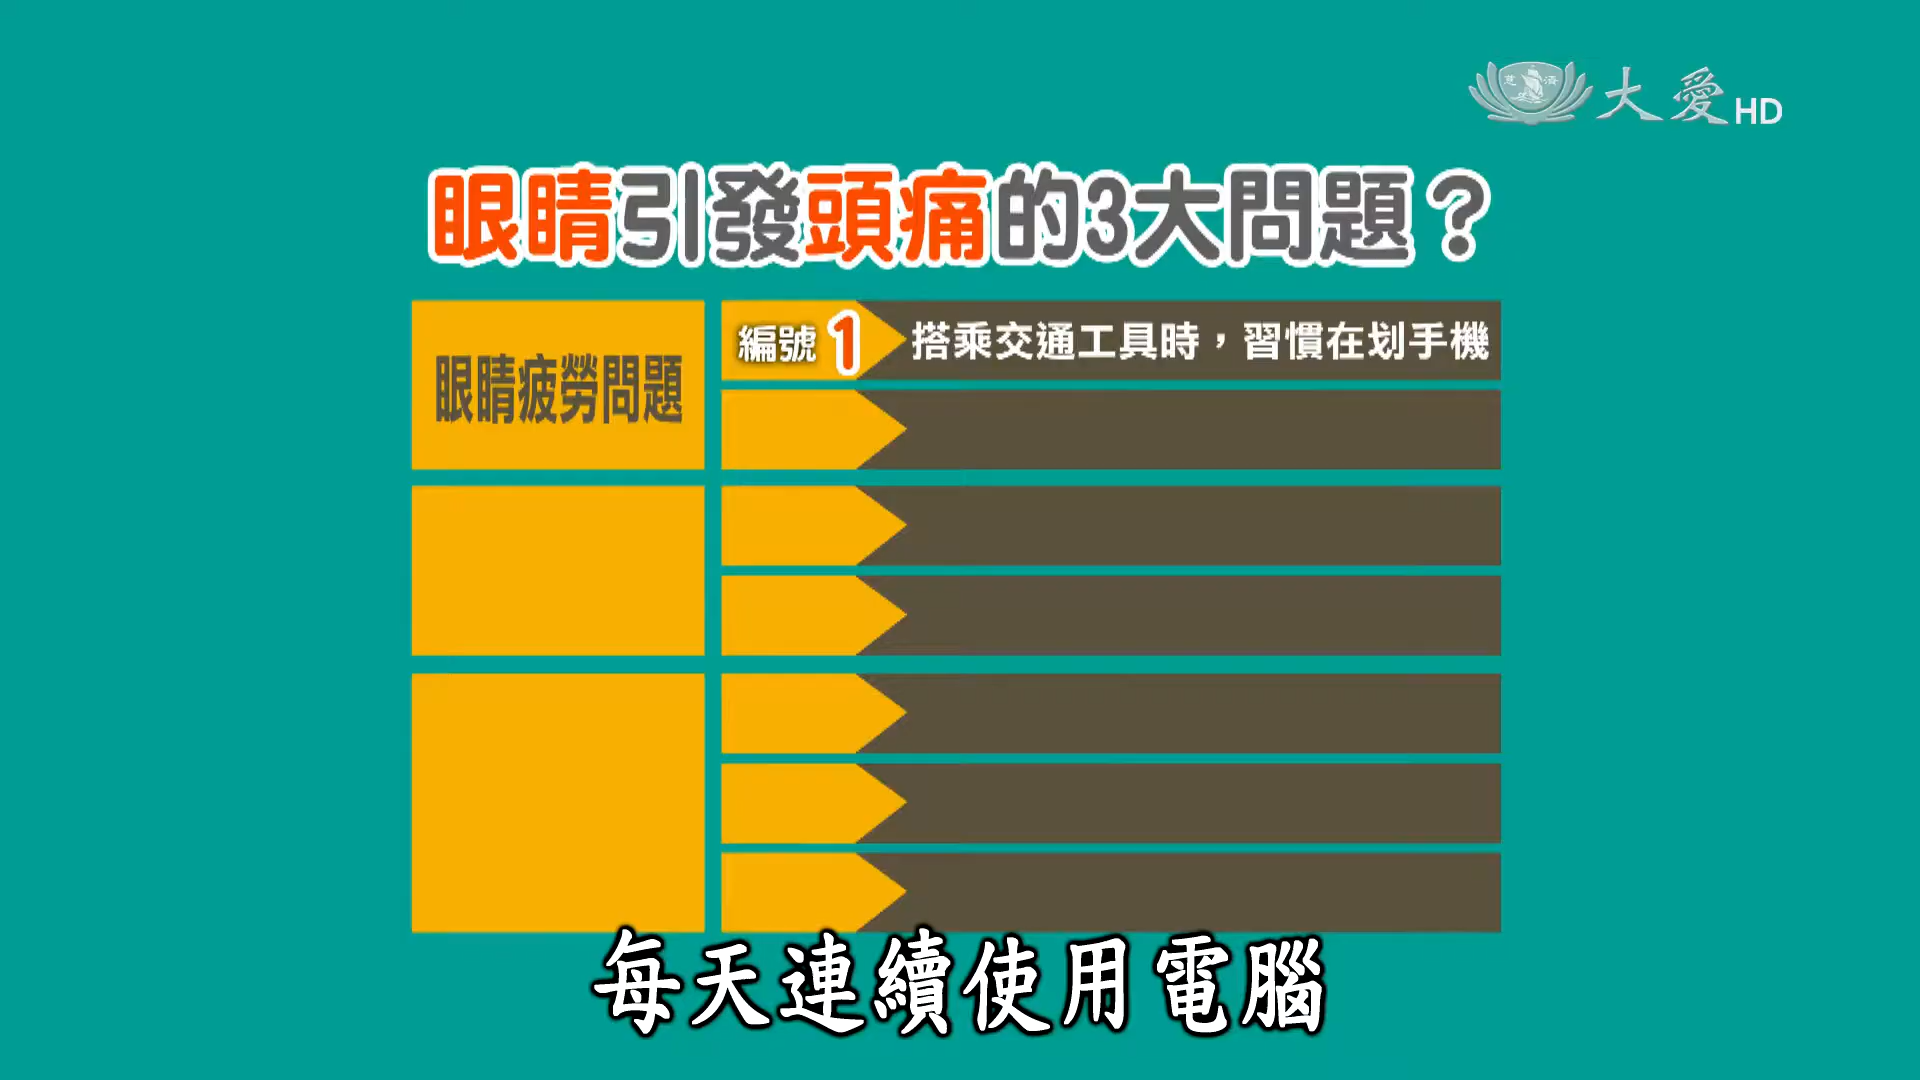 慈濟
大愛HD
眼睛引發頭痛的3大問題？
眼睛疲勞問題
編號1 搭乘交通工具時，習慣在划手機
每天連續使用電腦